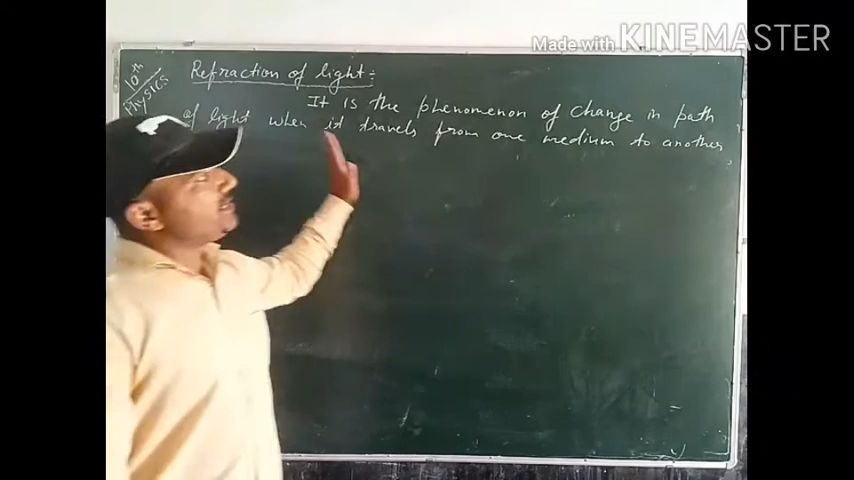 Made with KINEMASTER
10th
Physics
Refraction of light :-
It is the phenomenon of change in path
of light when it travels from one medium to another,